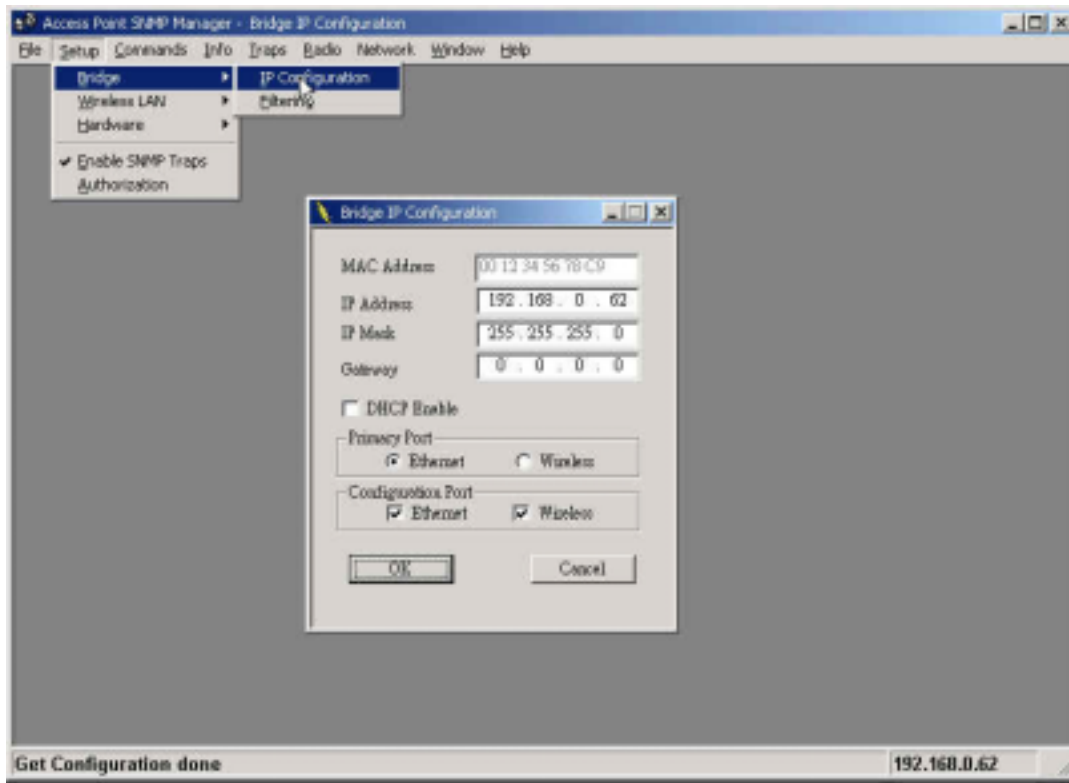 Access Point SNMP Manager - Bridge IP Configuration
File Setup Commands Info Traps Radio Network Window Help
Bridge
IP Configuration
Wireless LAN
Filtering
Hardware
Enable SNMP Traps
Authorization
Bridge IP Configuration
MAC Address 00 12 34 56 78 C9
IP Address 192 . 168 . 0 . 62
IP Mask 255 . 255 . 255 . 0
Gateway 0 . 0 . 0 . 0
DHCP Enable
Primary Port
Ethernet Wireless
Configuration Port
Ethernet Wireless
OK Cancel
Get Configuration done 192.168.0.62